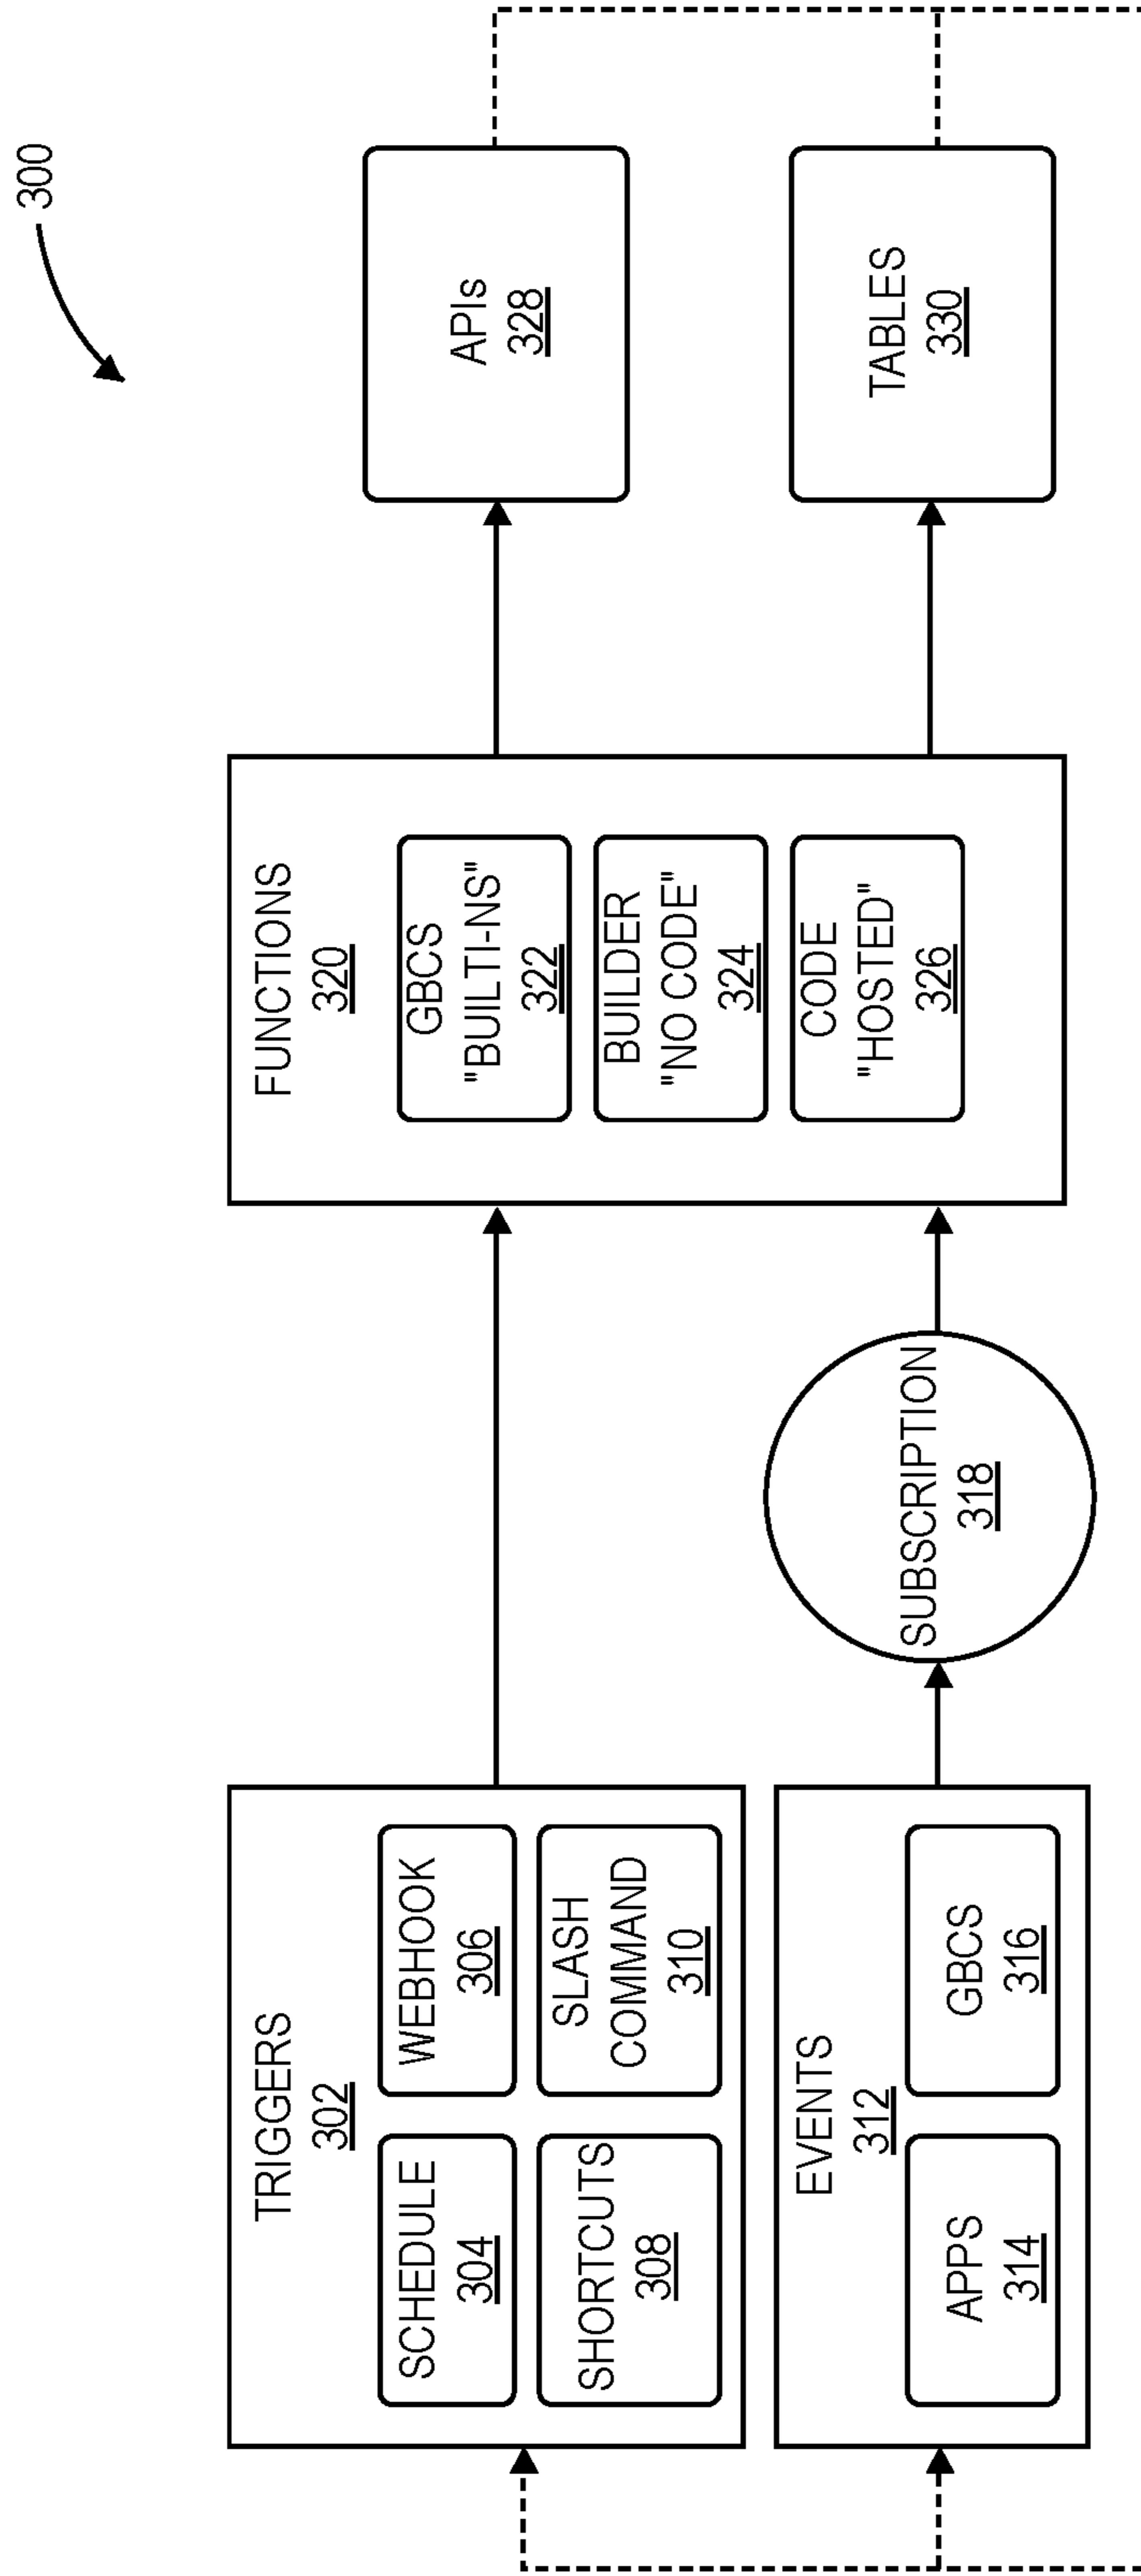 300
TRIGGERS
302
SCHEDULE
304
WEBHOOK
306
SHORTCUTS
308
SLASH
COMMAND
310
EVENTS
312
APPS
314
GBCS
316
SUBSCRIPTION
318
FUNCTIONS
320
GBCS
"BUILTI-NS"
322
BUILDER
"NO CODE"
324
CODE
"HOSTED"
326
APIs
328
TABLES
330